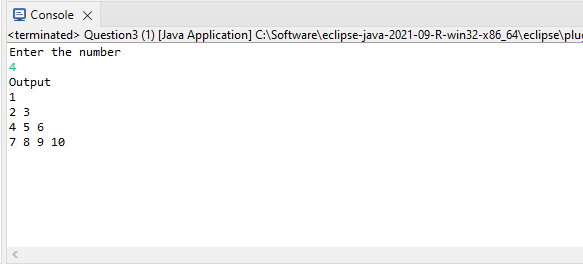 Console
<terminated> Question3 (1) [Java Application] C:\Software\eclipse-java-2021-09-R-win32-x86_64\eclipse\plug
Enter the number
4
Output
1
2 3
4 5 6
7 8 9 10